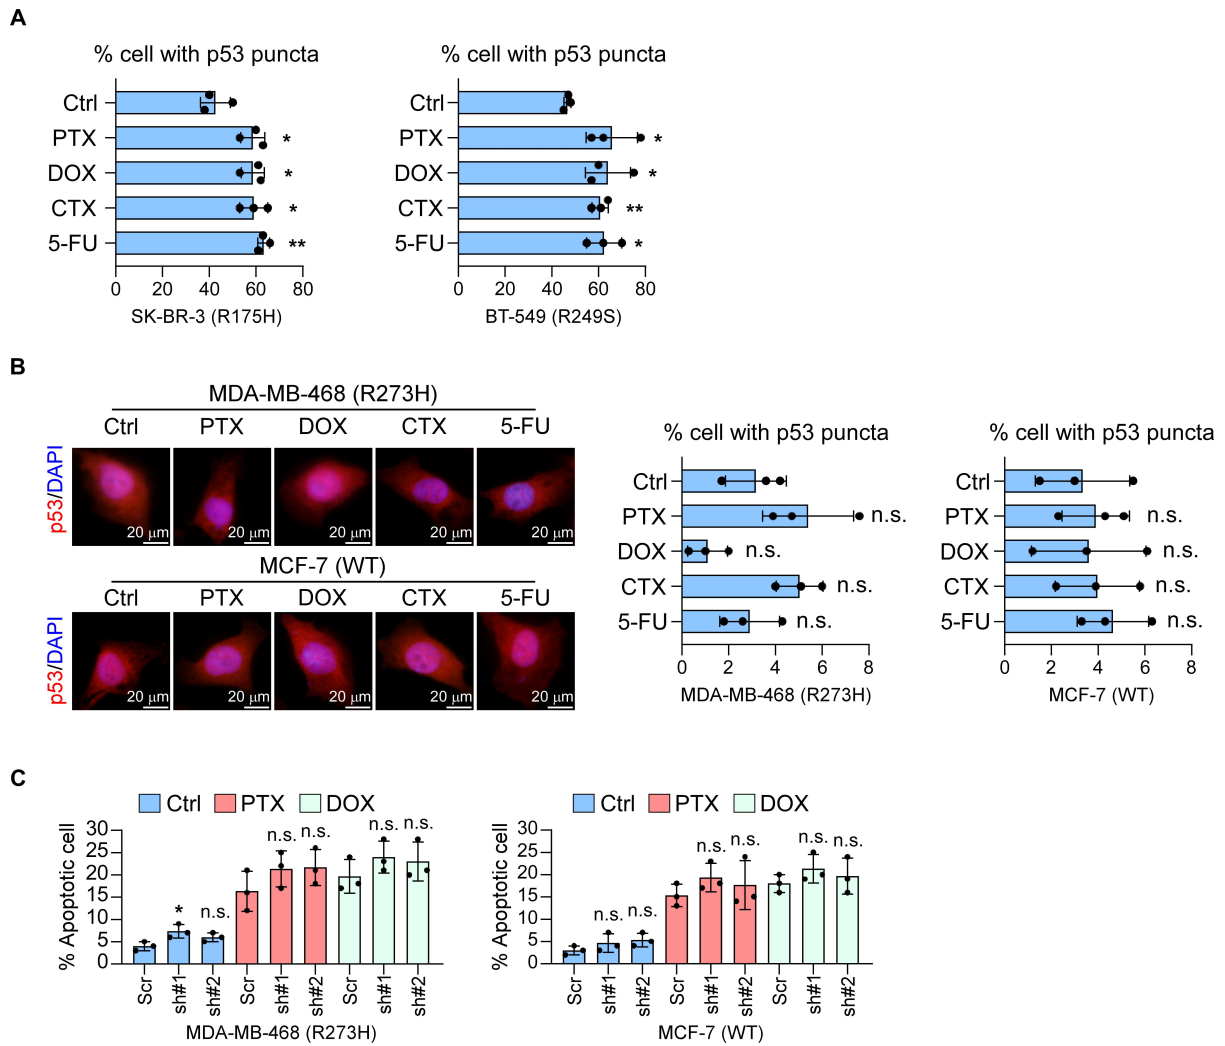 A
% cell with p53 puncta
Ctrl
PTX *
DOX *
CTX *
5-FU **
0 20 40 60 80
SK-BR-3 (R175H)
% cell with p53 puncta
Ctrl
PTX *
DOX *
CTX **
5-FU *
0 20 40 60 80
BT-549 (R249S)
B
MDA-MB-468 (R273H)
Ctrl PTX DOX CTX 5-FU
p53/DAPI
20 μm 20 μm 20 μm 20 μm 20 μm
MCF-7 (WT)
Ctrl PTX DOX CTX 5-FU
p53/DAPI
20 μm 20 μm 20 μm 20 μm 20 μm
% cell with p53 puncta
Ctrl
PTX n.s.
DOX n.s.
CTX n.s.
5-FU n.s.
0 2 4 6 8
MDA-MB-468 (R273H)
% cell with p53 puncta
Ctrl
PTX n.s.
DOX n.s.
CTX n.s.
5-FU n.s.
0 2 4 6 8
MCF-7 (WT)
C
Ctrl PTX DOX
% Apoptotic cell
30
25
20
15
10
5
0
* n.s. n.s. n.s. n.s. n.s.
Scr sh#1 sh#2 Scr sh#1 sh#2 Scr sh#1 sh#2
MDA-MB-468 (R273H)
Ctrl PTX DOX
% Apoptotic cell
30
25
20
15
10
5
0
n.s. n.s. n.s. n.s. n.s. n.s.
Scr sh#1 sh#2 Scr sh#1 sh#2 Scr sh#1 sh#2
MCF-7 (WT)